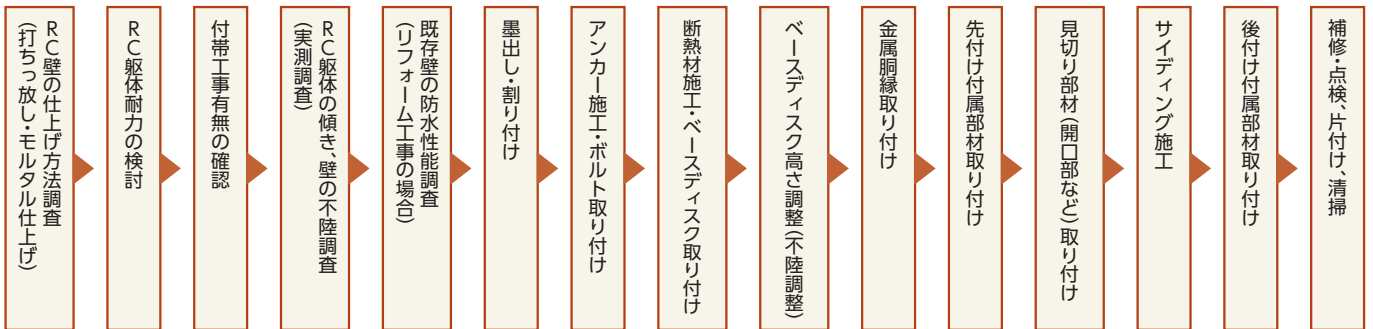 RC壁の仕上げ方法調査
(打ちっ放し・モルタル仕上げ)
RC躯体耐力の検討
付帯工事有無の確認
RC躯体の傾き、壁の不陸調査
(実測調査)
既存壁の防水性能調査
(リフォーム工事の場合)
墨出し・割り付け
アンカー施工・ボルト取り付け
断熱材施工・ベースディスク取り付け
ベースディスク高さ調整(不陸調整)
金属胴縁取り付け
先付け付属部材取り付け
見切り部材(開口部など)取り付け
サイディング施工
後付け付属部材取り付け
補修・点検、片付け、清掃